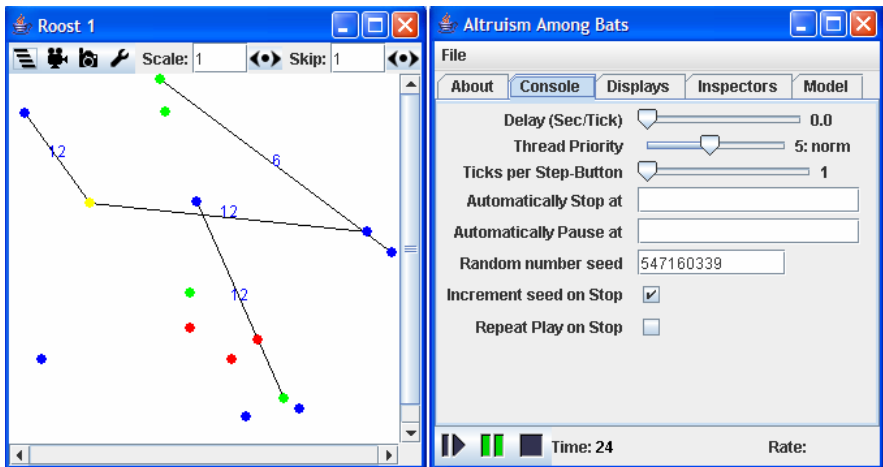 Roost 1
Scale: 1 Skip: 1
12
6
12
12
Altruism Among Bats
File
About Console Displays Inspectors Model
Delay (Sec/Tick) 0.0
Thread Priority 5: norm
Ticks per Step-Button 1
Automatically Stop at
Automatically Pause at
Random number seed 547160339
Increment seed on Stop
Repeat Play on Stop
Time: 24 Rate: